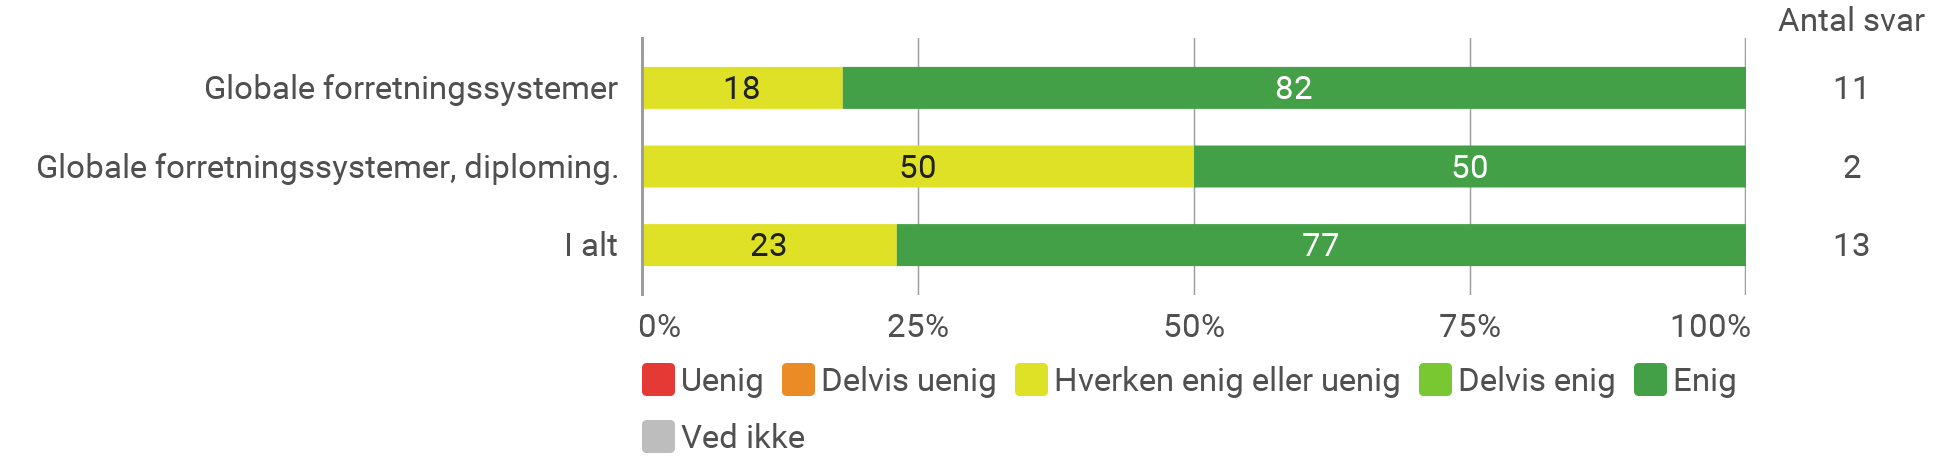 Antal svar
Globale forretningssystemer 18 82 11
Globale forretningssystemer, diploming. 50 50 2
I alt 23 77 13
0% 25% 50% 75% 100%
Uenig Delvis uenig Hverken enig eller uenig Delvis enig Enig
Ved ikke